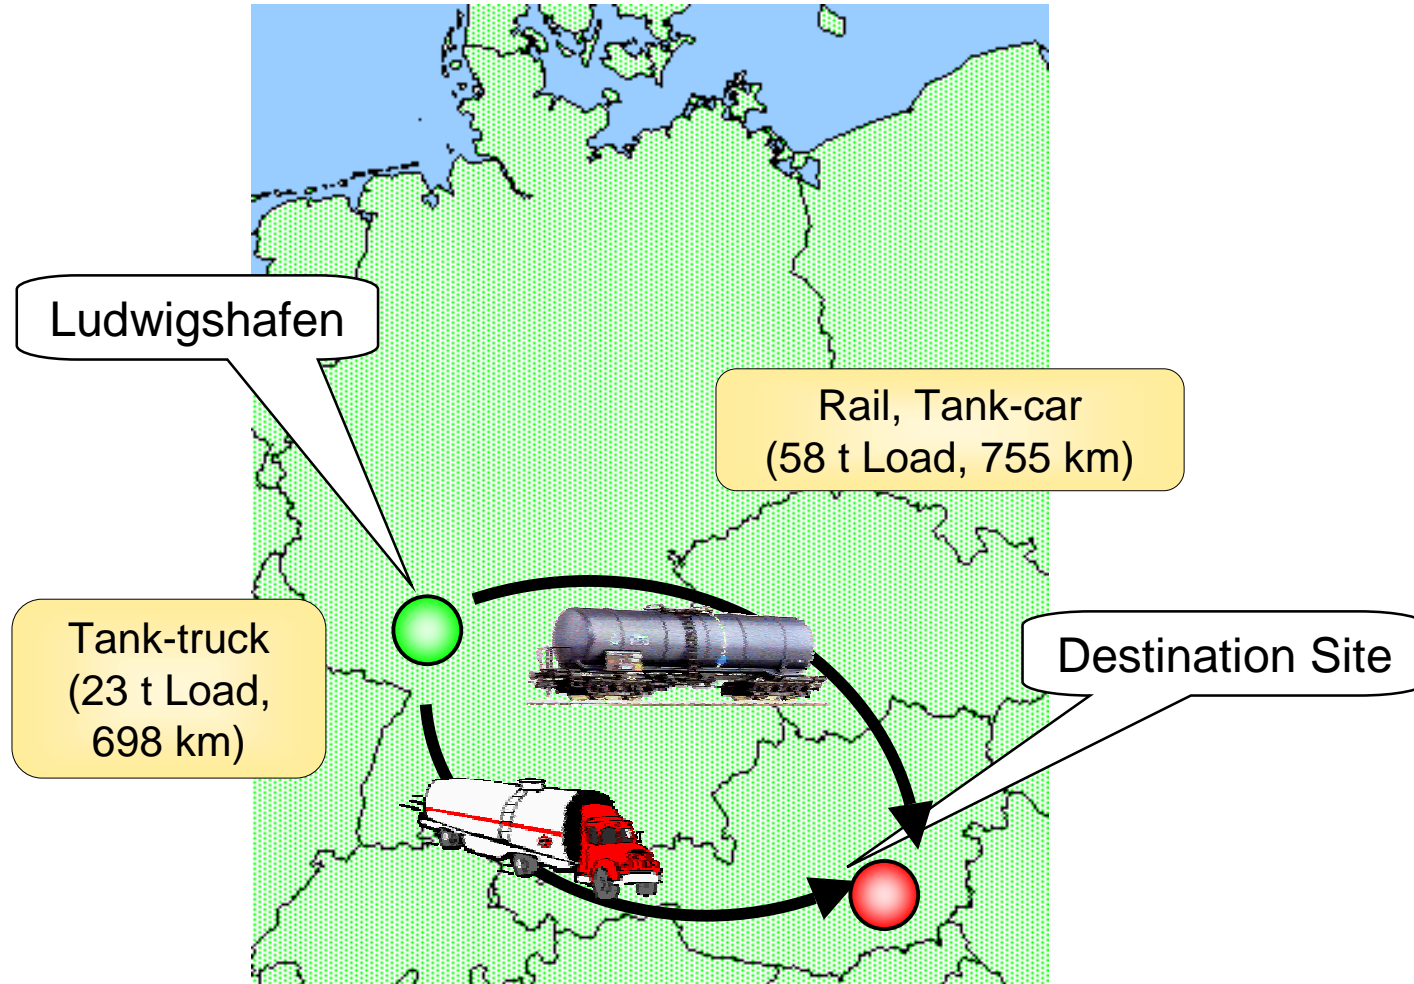 Ludwigshafen
Rail, Tank-car
(58 t Load, 755 km)
Tank-truck
(23 t Load,
698 km)
Destination Site